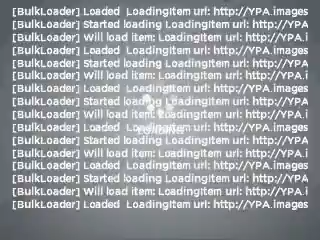 [BulkLoader] Loaded  LoadingItem url: http://YPA.images
[BulkLoader] Started loading LoadingItem url: http://YPA
[BulkLoader] Will load item: LoadingItem url: http://YPA.i
[BulkLoader] Loaded  LoadingItem url: http://YPA.images
[BulkLoader] Started loading LoadingItem url: http://YPA
[BulkLoader] Will load item: LoadingItem url: http://YPA.i
[BulkLoader] Loaded  LoadingItem url: http://YPA.images
[BulkLoader] Started loading LoadingItem url: http://YPA
[BulkLoader] Will load item: LoadingItem url: http://YPA.i
[BulkLoader] Loaded  LoadingItem url: http://YPA.images
[BulkLoader] Started loading LoadingItem url: http://YPA
[BulkLoader] Will load item: LoadingItem url: http://YPA.i
[BulkLoader] Loaded  LoadingItem url: http://YPA.images
[BulkLoader] Started loading LoadingItem url: http://YPA
[BulkLoader] Will load item: LoadingItem url: http://YPA.i
[BulkLoader] Loaded  LoadingItem url: http://YPA.images